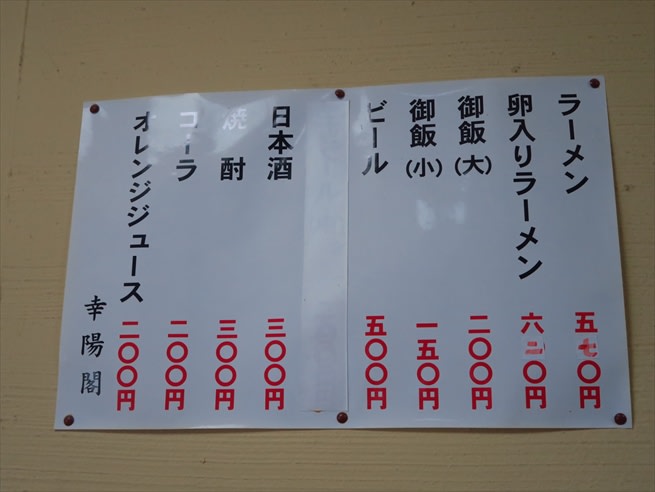 ラーメン 五七〇円
卵入りラーメン 六二〇円
御飯(大) 二〇〇円
御飯(小) 一五〇円
ビール 五〇〇円
日本酒 三〇〇円
焼酎 三〇〇円
コーラ 二〇〇円
オレンジジュース 二〇〇円
幸陽閣